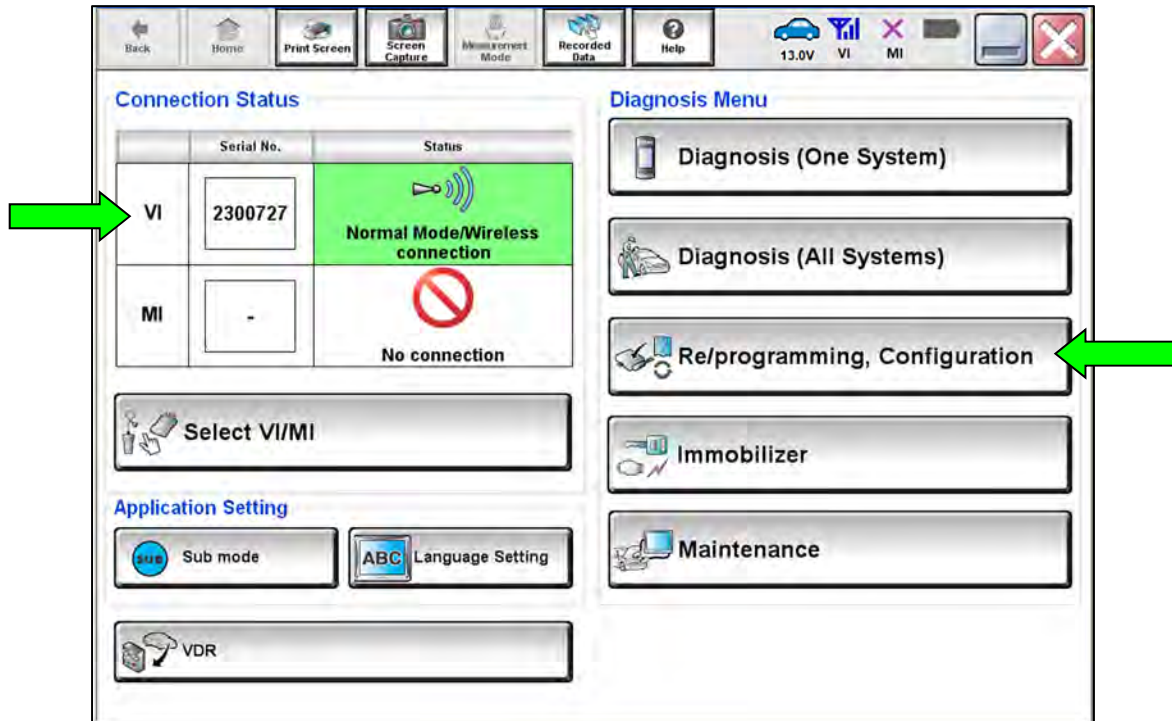 Back
Home
Print Screen
Screen
Capture
Measurement
Mode
Recorded
Data
Help
13.0V
VI
MI
Connection Status
Serial No.
Status
VI
2300727
Normal Mode/Wireless
connection
MI
-
No connection
Select VI/MI
Application Setting
SUB
Sub mode
ABC
Language Setting
VDR
Diagnosis Menu
Diagnosis (One System)
Diagnosis (All Systems)
Re/programming, Configuration
Immobilizer
Maintenance